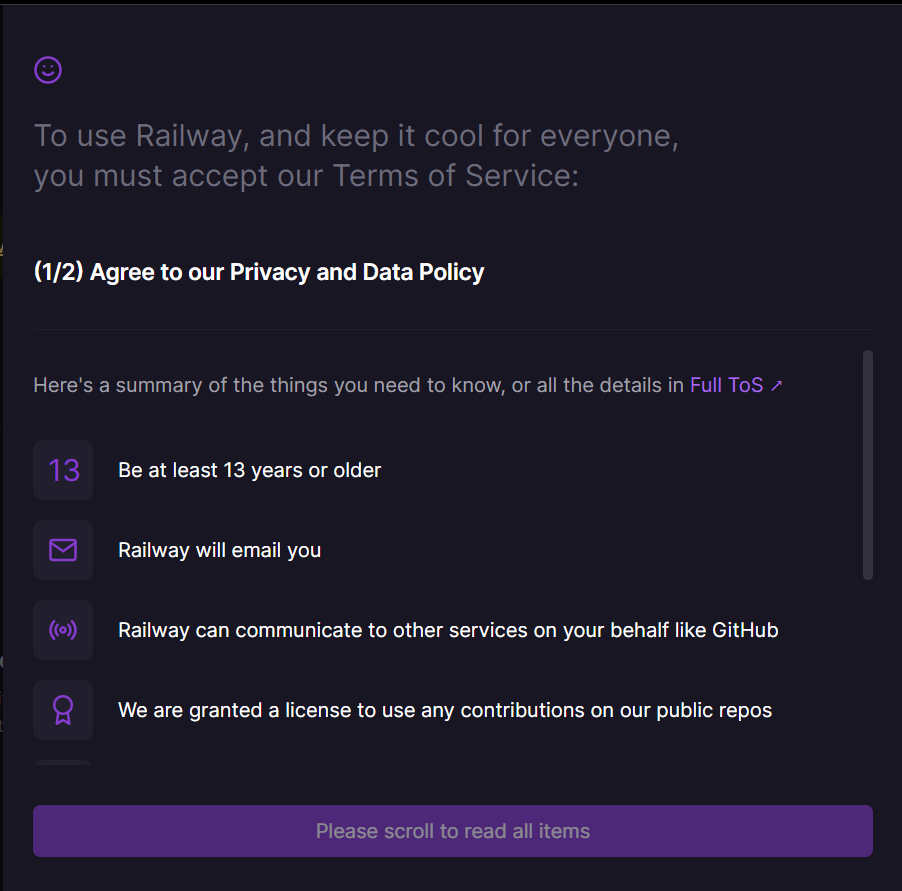 To use Railway, and keep it cool for everyone,
you must accept our Terms of Service:
(1/2) Agree to our Privacy and Data Policy
Here's a summary of the things you need to know, or all the details in Full ToS ↗
13 Be at least 13 years or older
Railway will email you
Railway can communicate to other services on your behalf like GitHub
We are granted a license to use any contributions on our public repos
Please scroll to read all items